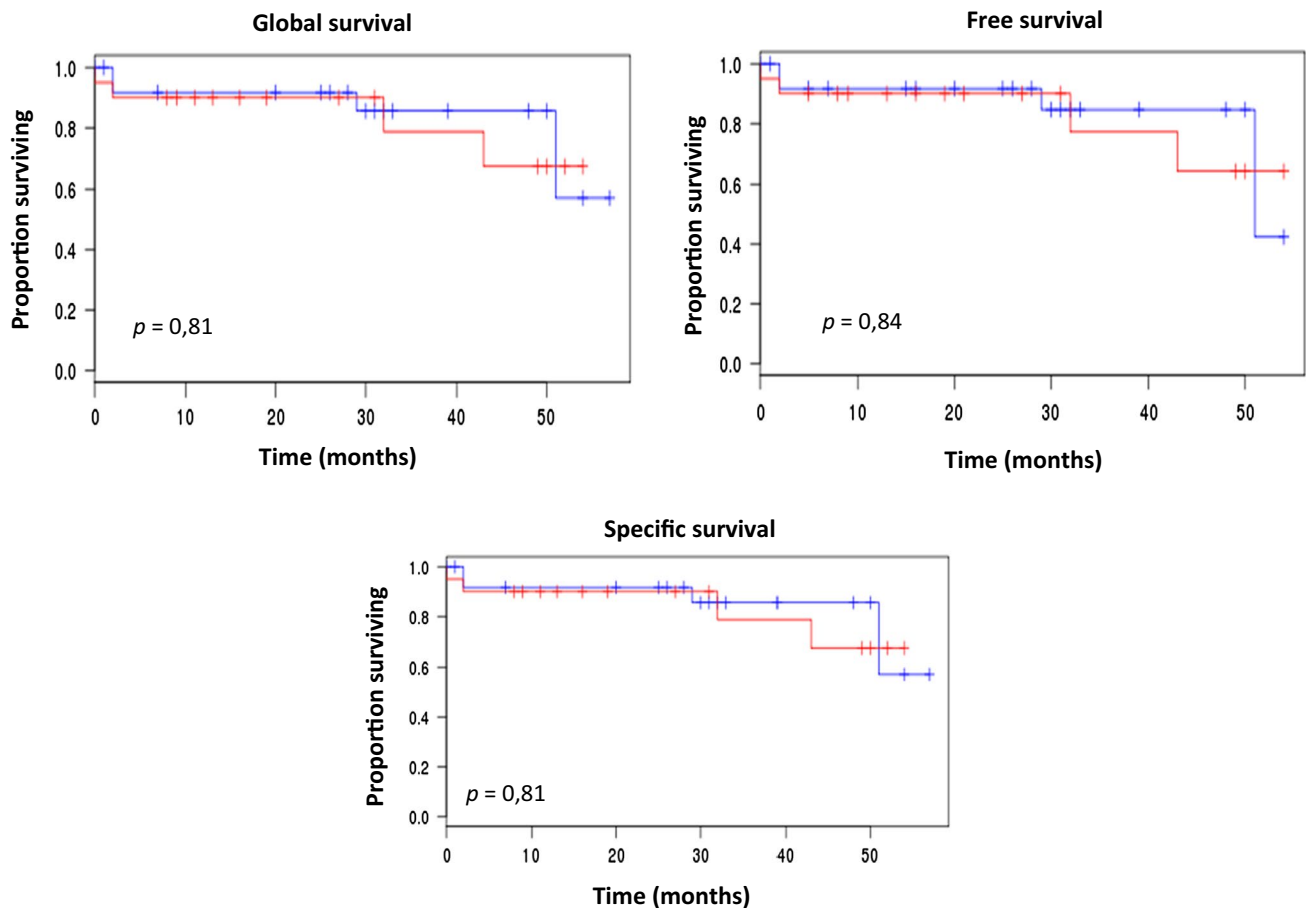 Global survival
Proportion surviving
1.0
0.8
0.6
0.4
0.2
0.0
p = 0,81
0 10 20 30 40 50
Time (months)
Free survival
Proportion surviving
1.0
0.8
0.6
0.4
0.2
0.0
p = 0,84
0 10 20 30 40 50
Time (months)
Specific survival
Proportion surviving
1.0
0.8
0.6
0.4
0.2
0.0
p = 0,81
0 10 20 30 40 50
Time (months)